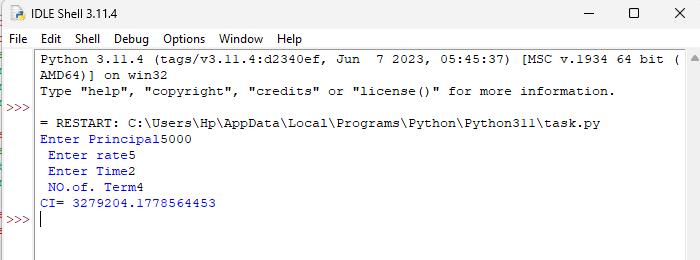 IDLE Shell 3.11.4
File Edit Shell Debug Options Window Help
Python 3.11.4 (tags/v3.11.4:d2340ef, Jun  7 2023, 05:45:37) [MSC v.1934 64 bit (
AMD64)] on win32
Type "help", "copyright", "credits" or "license()" for more information.
>>>
= RESTART: C:\Users\Hp\AppData\Local\Programs\Python\Python311\task.py
Enter Principal5000
 Enter rate5
 Enter Time2
 NO.of. Term4
CI= 3279204.1778564453
>>>